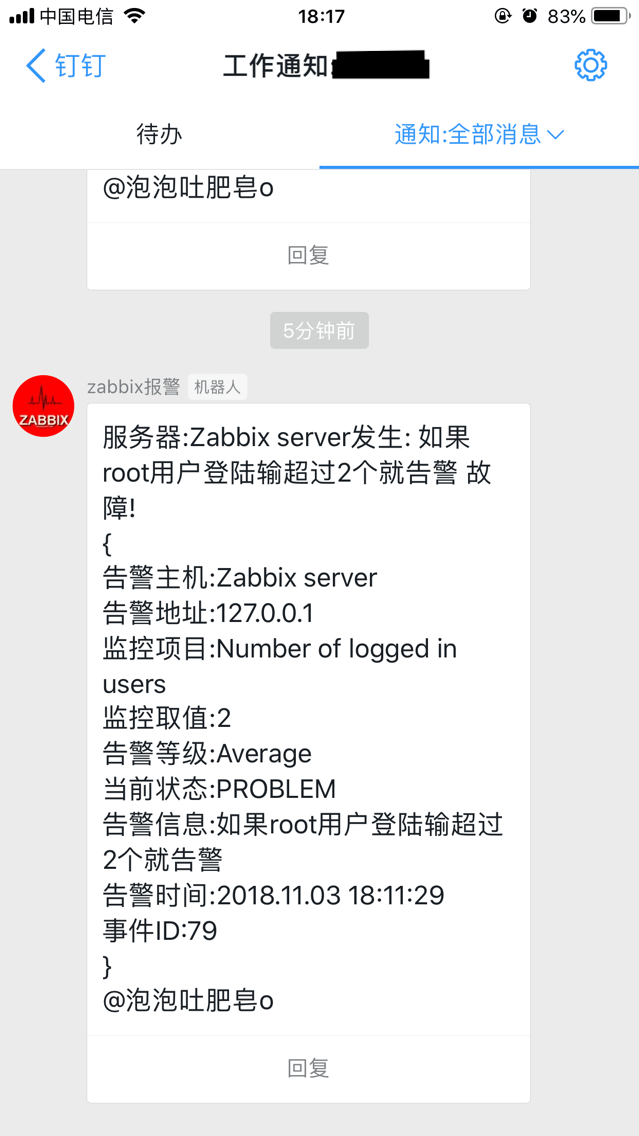 中国电信 18:17 83%
钉钉 工作通知:
待办 通知:全部消息
@泡泡吐肥皂o
回复
5分钟前
zabbix报警 机器人
ZABBIX
服务器:Zabbix server发生: 如果
root用户登陆输超过2个就告警 故
障!
{
告警主机:Zabbix server
告警地址:127.0.0.1
监控项目:Number of logged in
users
监控取值:2
告警等级:Average
当前状态:PROBLEM
告警信息:如果root用户登陆输超过
2个就告警
告警时间:2018.11.03 18:11:29
事件ID:79
}
@泡泡吐肥皂o
回复